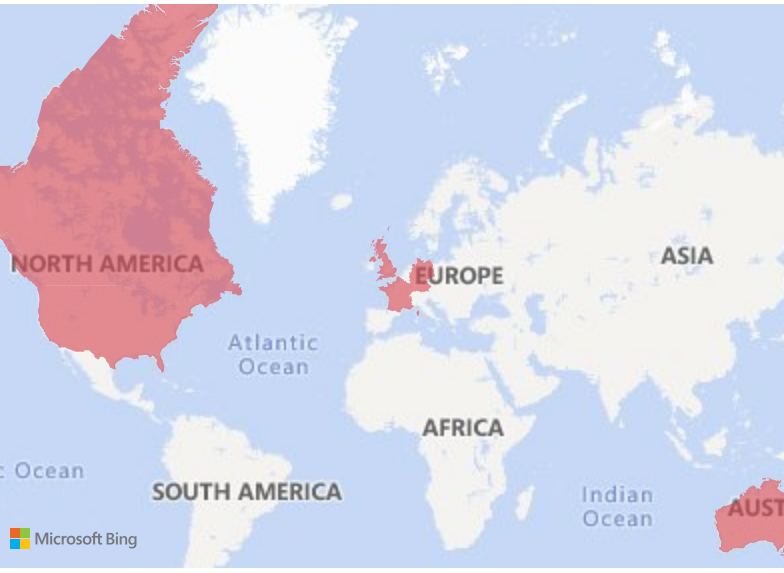 NORTH AMERICA
ASIA
EUROPE
Atlantic
Ocean
AFRICA
c Ocean
SOUTH AMERICA
Indian
Ocean
AUST
Microsoft Bing